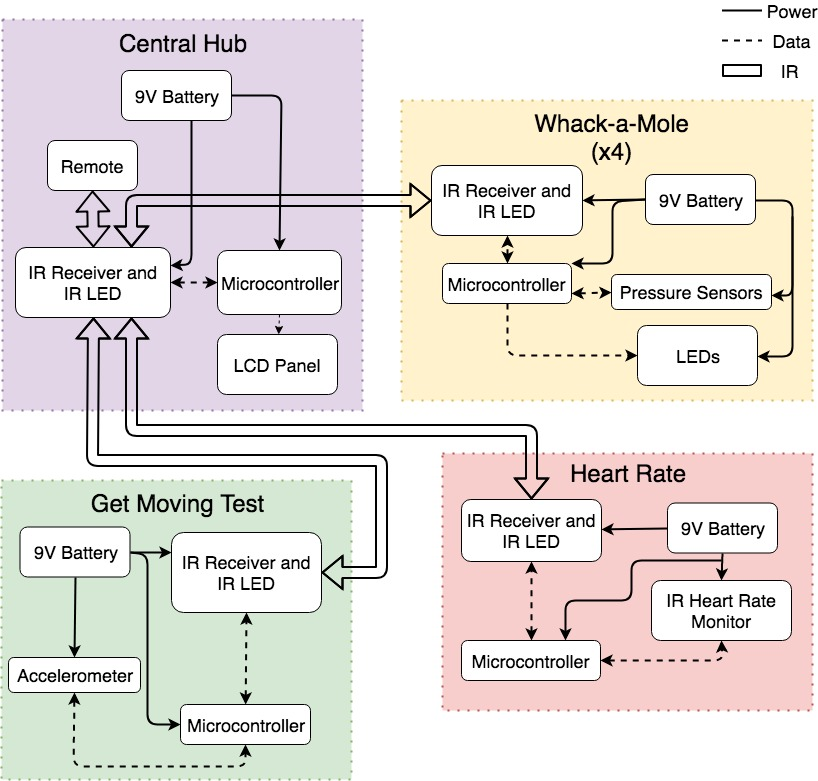 Power
Data
IR
Central Hub
9V Battery
Remote
IR Receiver and
IR LED
Microcontroller
LCD Panel
Whack-a-Mole
(x4)
IR Receiver and
IR LED
9V Battery
Microcontroller
Pressure Sensors
LEDs
Get Moving Test
9V Battery
IR Receiver and
IR LED
Accelerometer
Microcontroller
Heart Rate
IR Receiver and
IR LED
9V Battery
IR Heart Rate
Monitor
Microcontroller